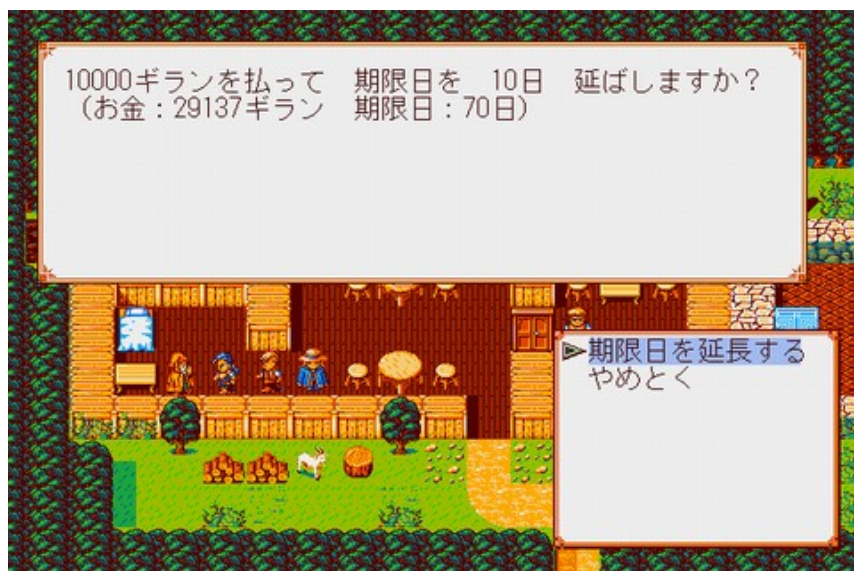 10000ギランを払って　期限日を　10日　延ばしますか？
（お金：29137ギラン　期限日：70日）
期限日を延長する
やめとく